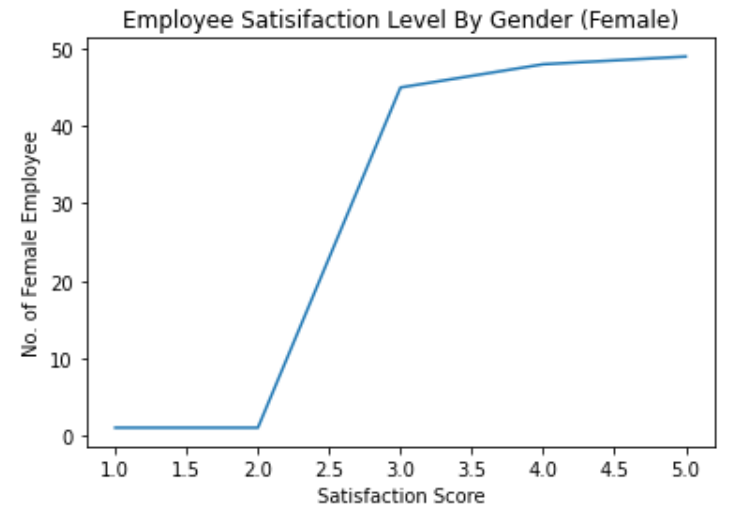 Employee Satisifaction Level By Gender (Female)
50
40
30
20
10
0
No. of Female Employee
1.0 1.5 2.0 2.5 3.0 3.5 4.0 4.5 5.0
Satisfaction Score